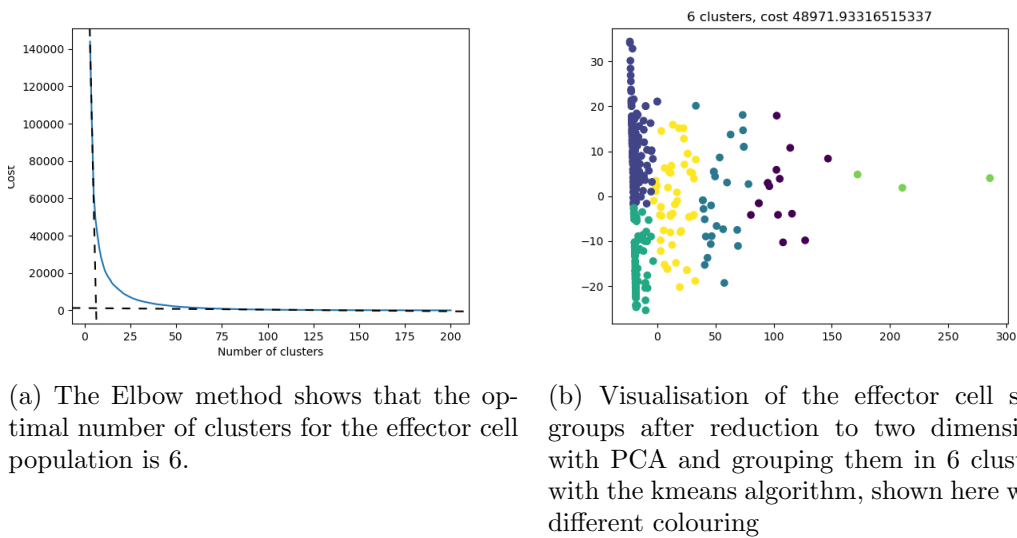 6 clusters, cost 48971.93316515337
140000
120000
100000
80000
60000
40000
20000
0
Cost
0 25 50 75 100 125 150 175 200
Number of clusters
30
20
10
0
−10
−20
0 50 100 150 200 250 300
(a) The Elbow method shows that the op-
timal number of clusters for the effector cell
population is 6.
(b) Visualisation of the effector cell
groups after reduction to two
with PCA and grouping them in 6
with the kmeans algorithm, shown here
different colouring